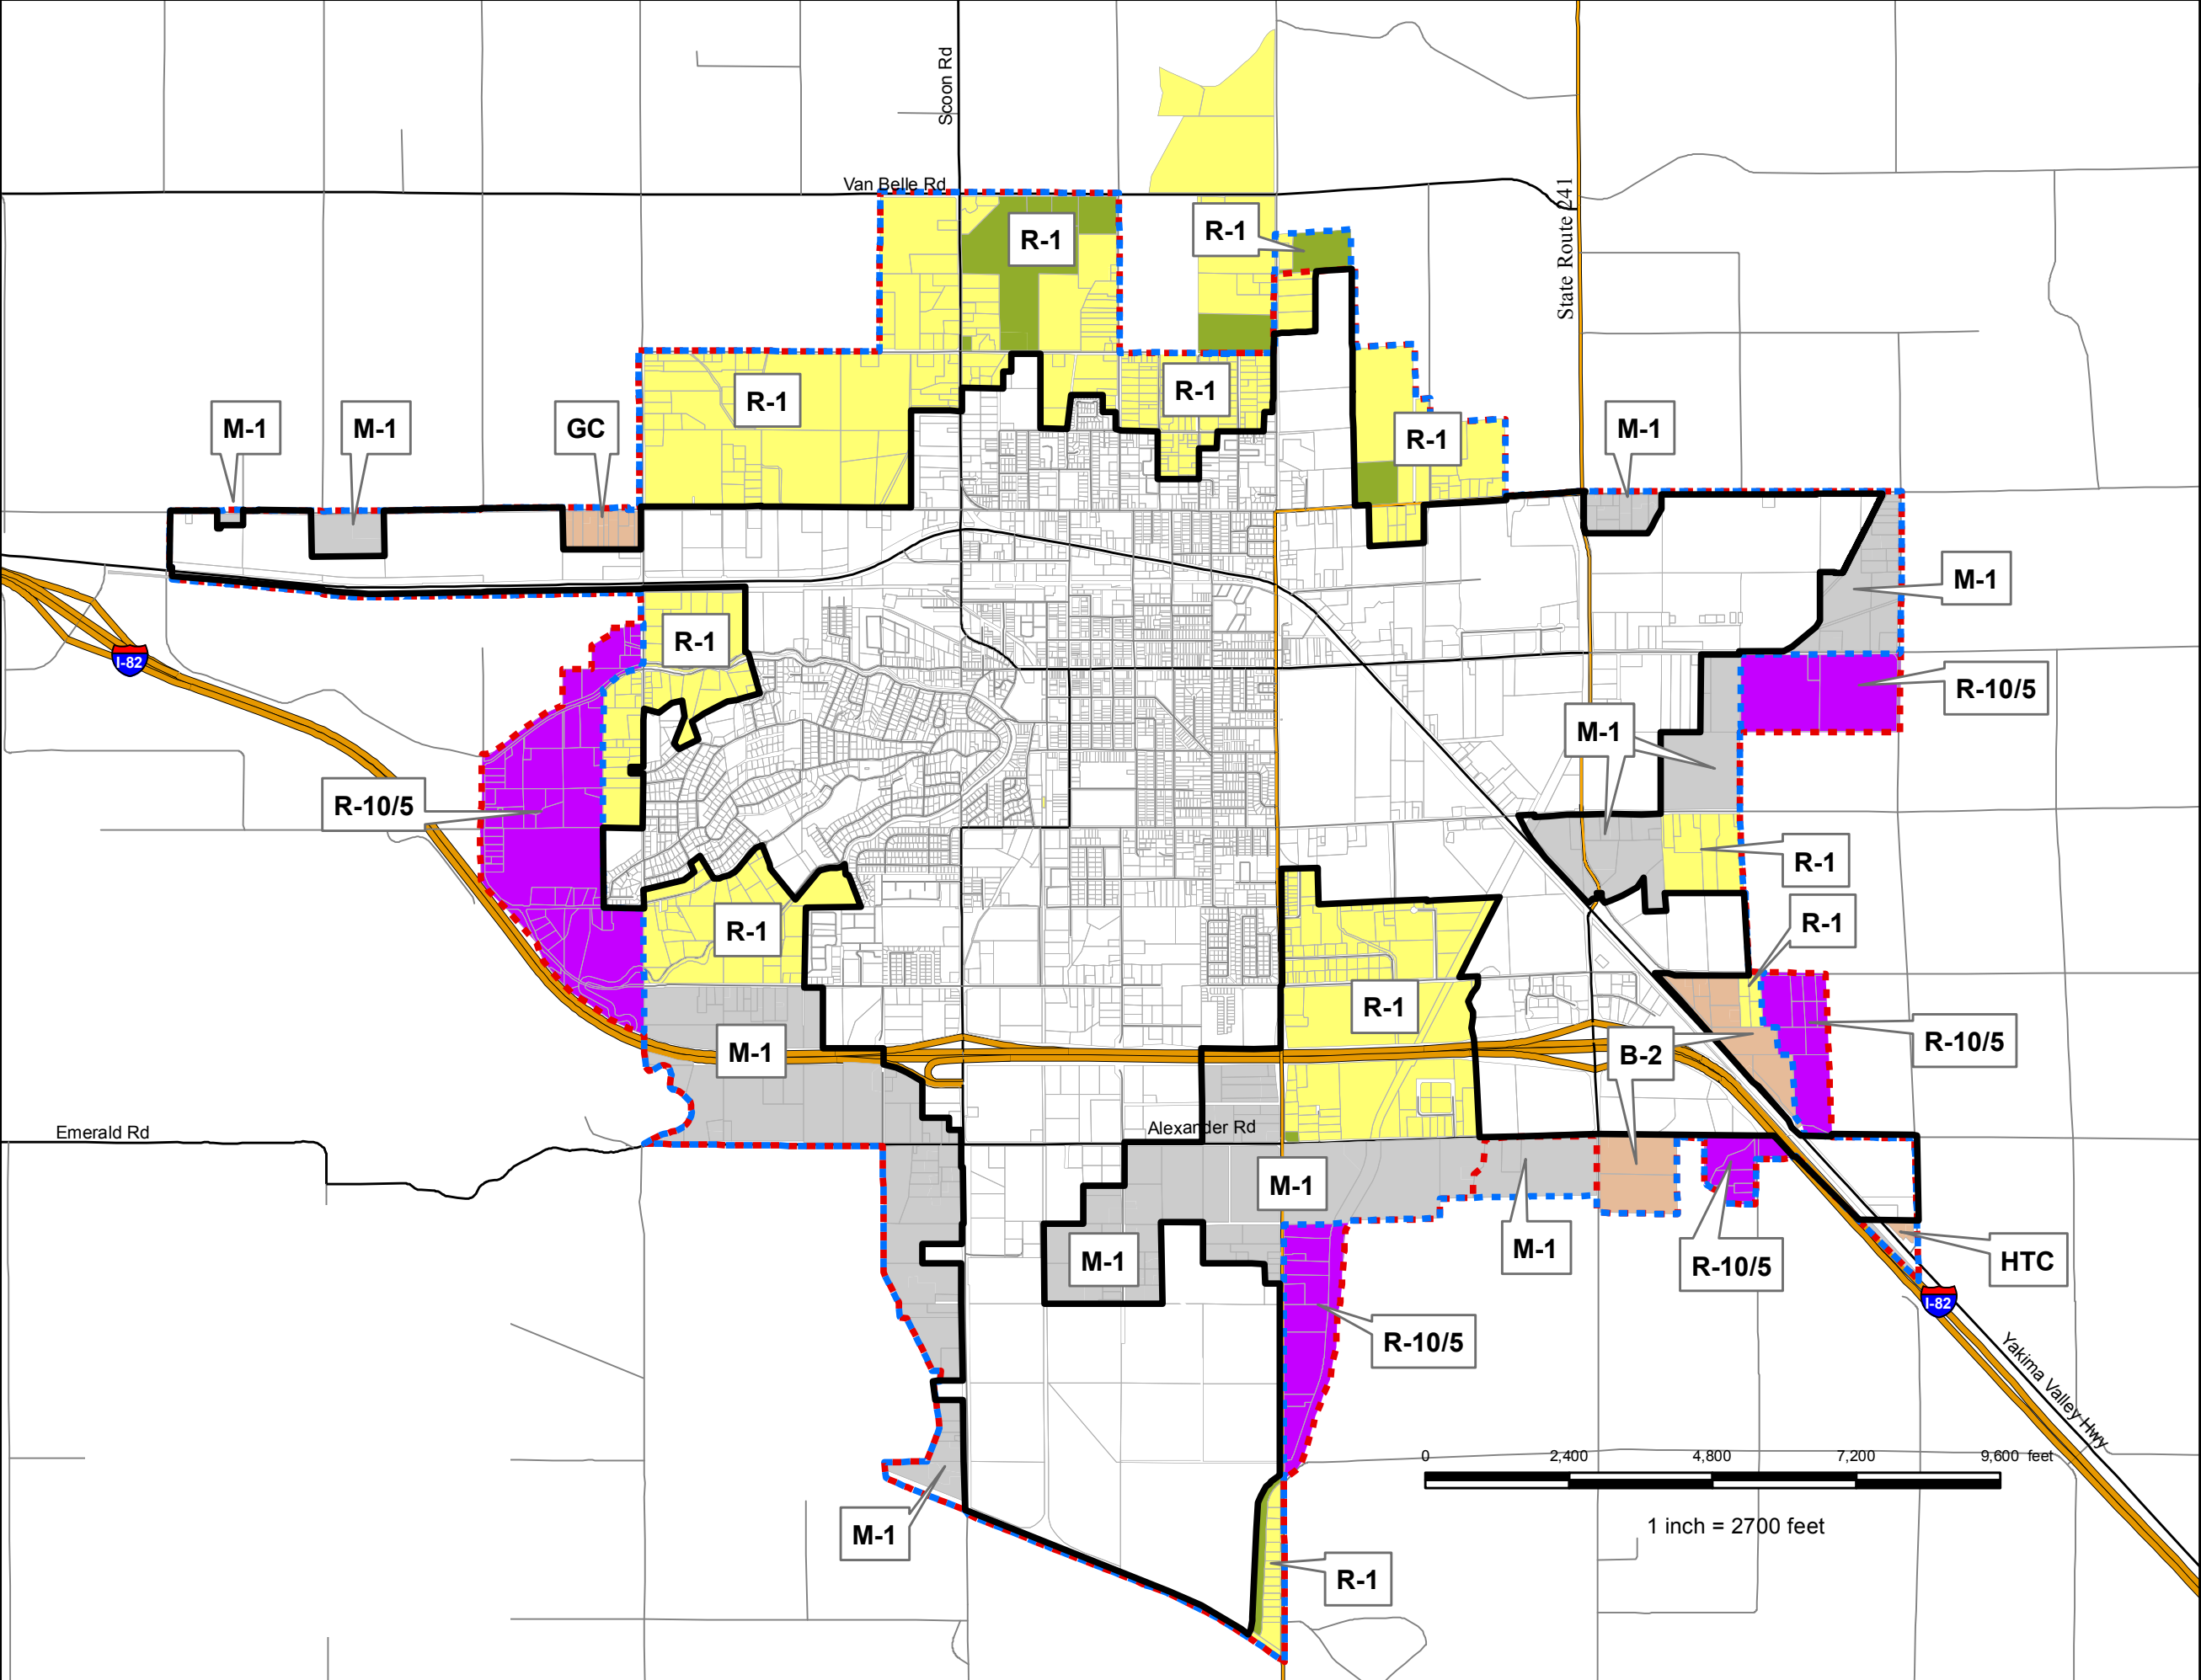 Scoon Rd
Van Belle Rd
State Route 241
R-1
R-1
R-1
R-1
R-1
M-1
M-1
GC
M-1
M-1
R-1
I-82
R-10/5
M-1
R-10/5
R-1
R-1
R-1
R-1
M-1
B-2
R-10/5
Emerald Rd
Alexander Rd
M-1
M-1
M-1
R-10/5
HTC
I-82
R-10/5
Yakima Valley Hwy
0 2,400 4,800 7,200 9,600 feet
1 inch = 2700 feet
M-1
R-1